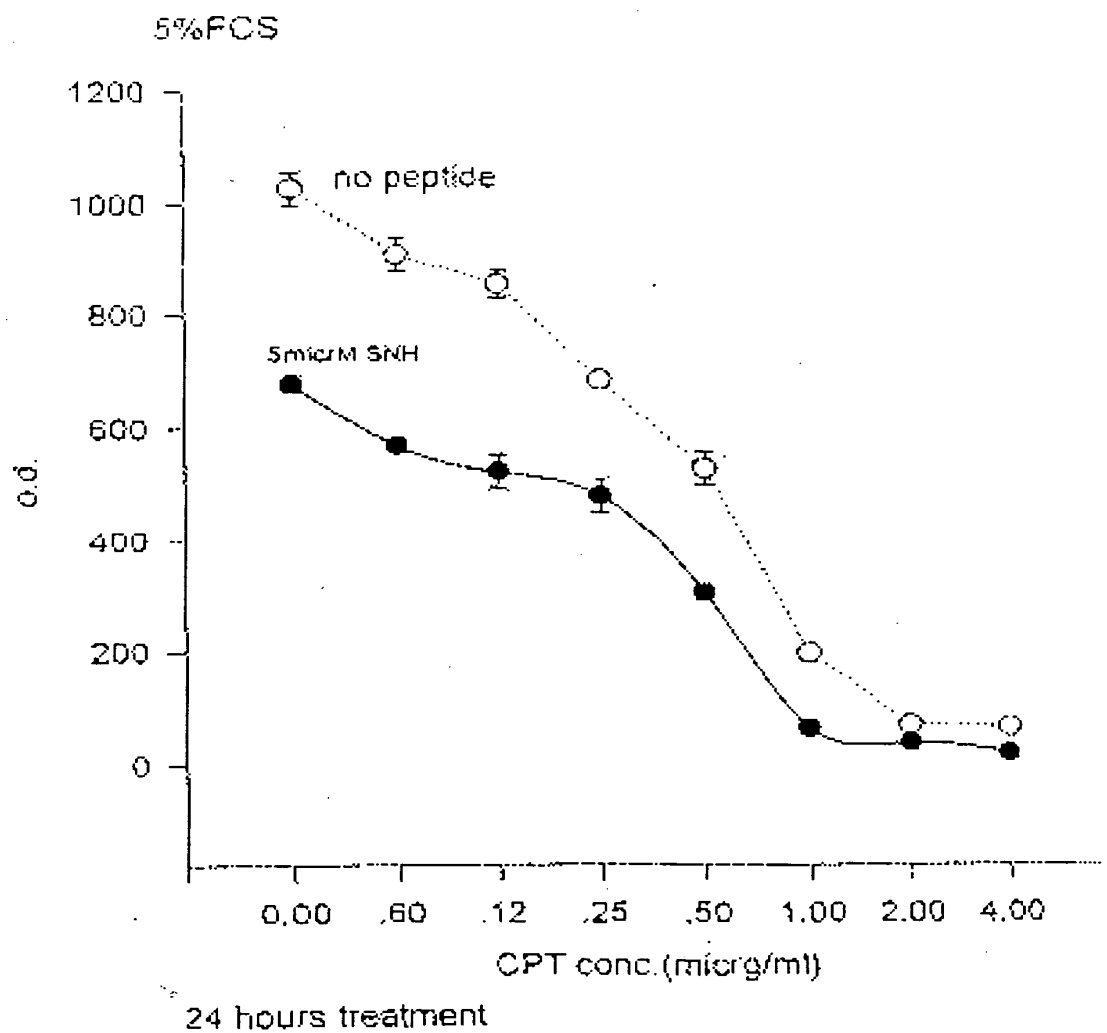 5%FCS
1200
1000
800
600
400
200
0
o.d.
no peptide
5micrM SNH
0.00 .60 .12 .25 .50 1.00 2.00 4.00
CPT conc.(micrg/ml)
24 hours treatment